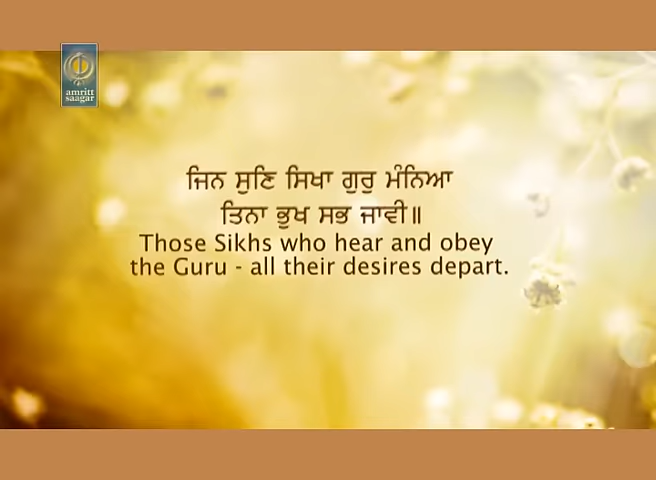 amritt
saagar
ਜਿਨ ਸੁਣਿ ਸਿਖਾ ਗੁਰੁ ਮੰਨਿਆ
ਤਿਨਾ ਭੁਖ ਸਭ ਜਾਵੀ॥
Those Sikhs who hear and obey
the Guru - all their desires depart.